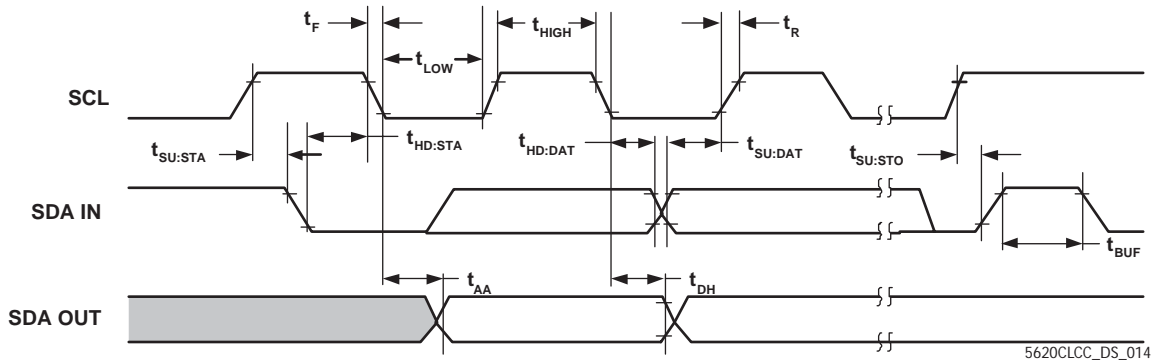 tF
tHIGH
tR
tLOW
SCL
tSU:STA
tHD:STA
tHD:DAT
tSU:DAT
tSU:STO
SDA IN
tBUF
tAA
tDH
SDA OUT
5620CLCC_DS_014